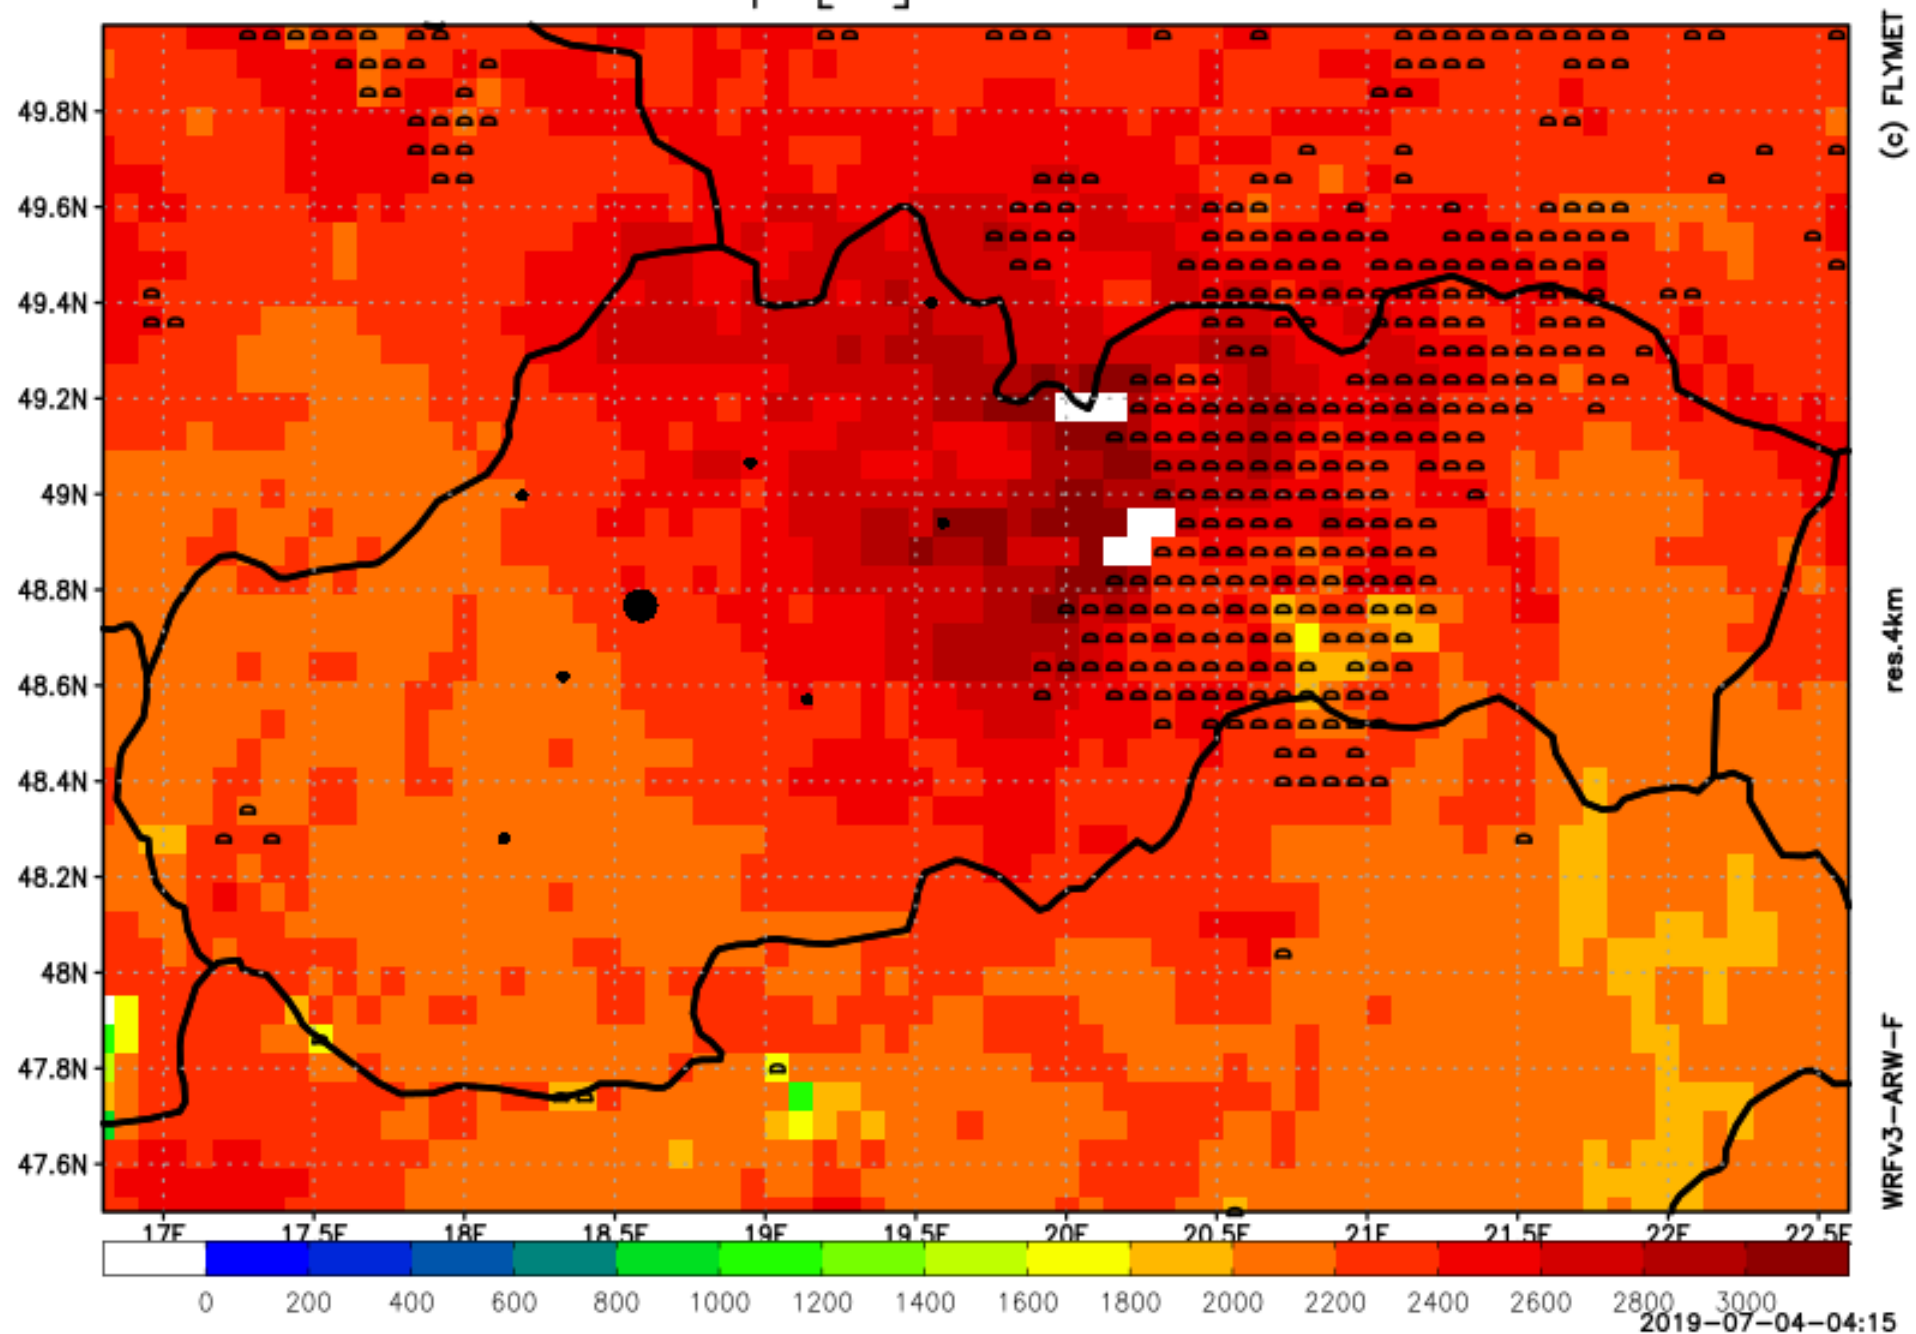 (c) FLYMET
49.8N
49.6N
49.4N
49.2N
49N
48.8N
48.6N
48.4N
48.2N
48N
47.8N
47.6N
res.4km
WRFv3-ARW-F
17E 17.5E 18E 18.5E 19E 19.5E 20E 20.5E 21E 21.5E 22E 22.5E
0 200 400 600 800 1000 1200 1400 1600 1800 2000 2200 2400 2600 2800 3000
2019-07-04-04:15